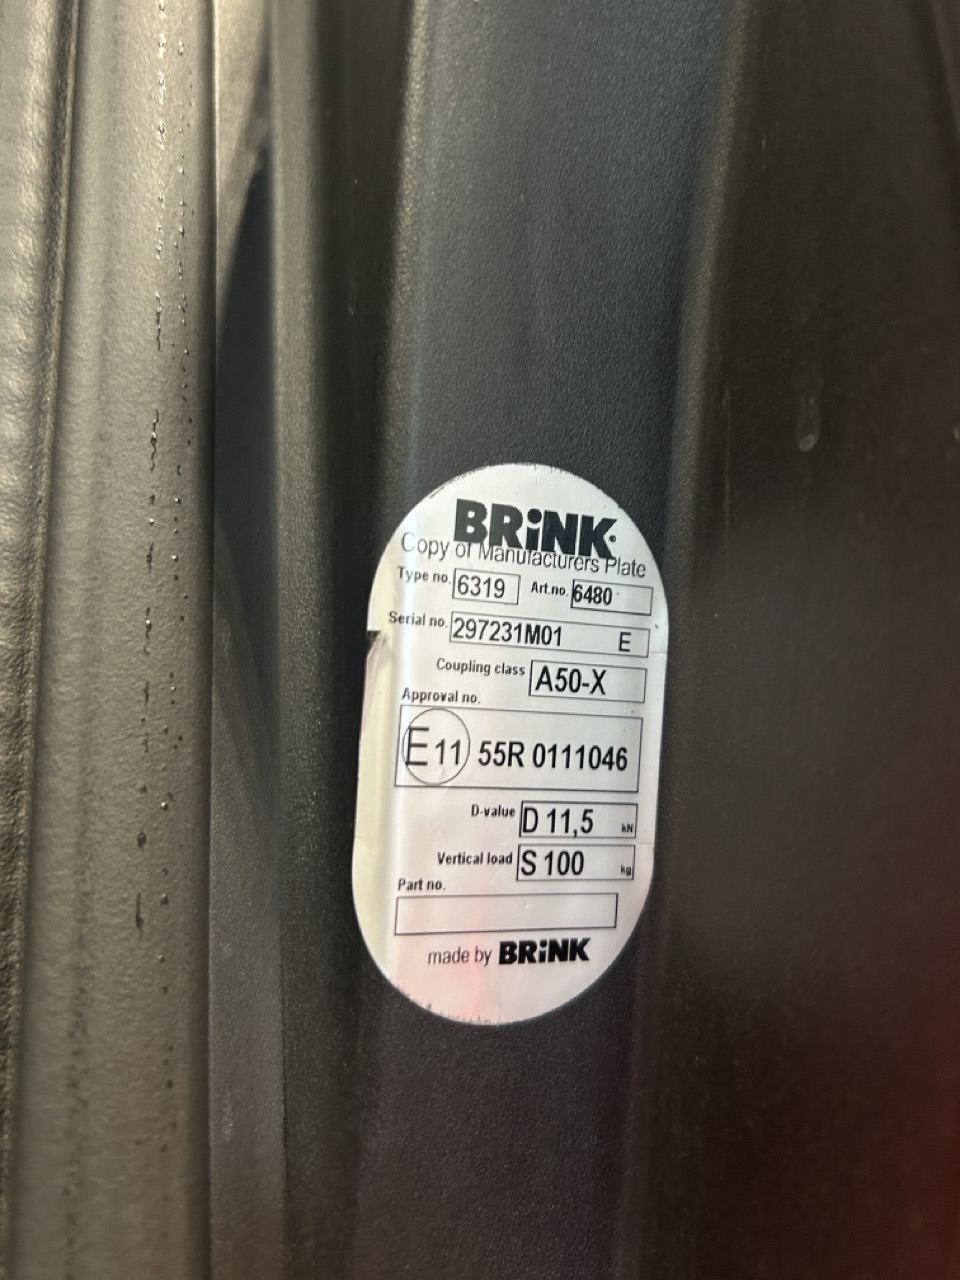 BRiNK
Copy of Manufacturers Plate
Type no. 6319 Art.no. 6480
Serial no. 297231M01 E
Coupling class A50-X
Approval no.
E 11 55R 0111046
D-value D 11,5 kN
Vertical load S 100 kg
Part no.
made by BRiNK